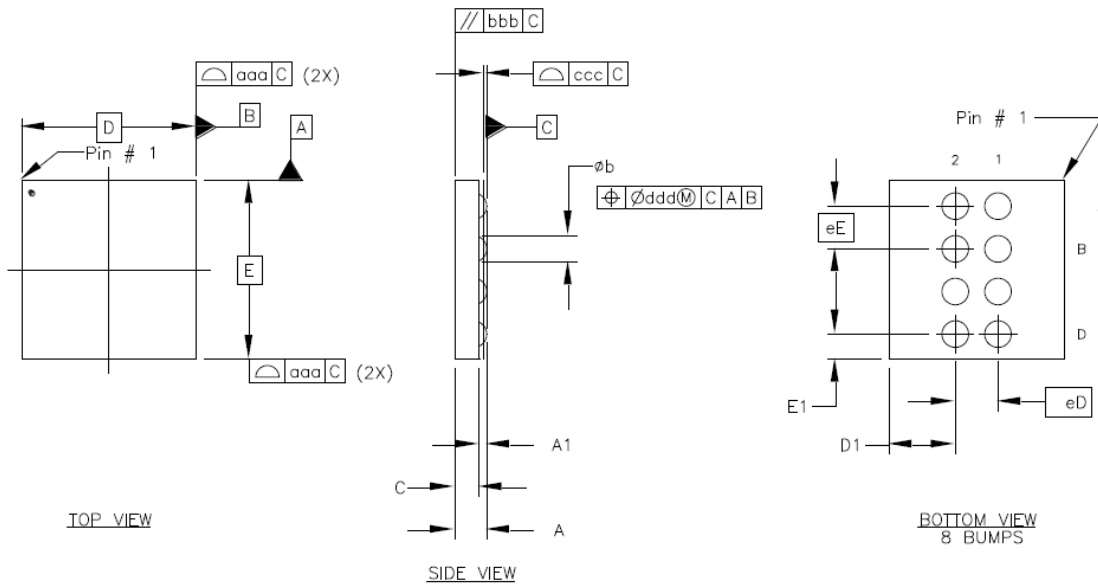 // bbb C
⌓ aaa C (2X)
⌓ ccc C
D
B
A
C
Pin # 1
Pin # 1
øb
⌖ Ødddⓜ C A B
2 1
eE
B
E
D
⌓ aaa C (2X)
E1
eD
D1
A1
C
A
TOP VIEW
SIDE VIEW
BOTTOM VIEW
8 BUMPS